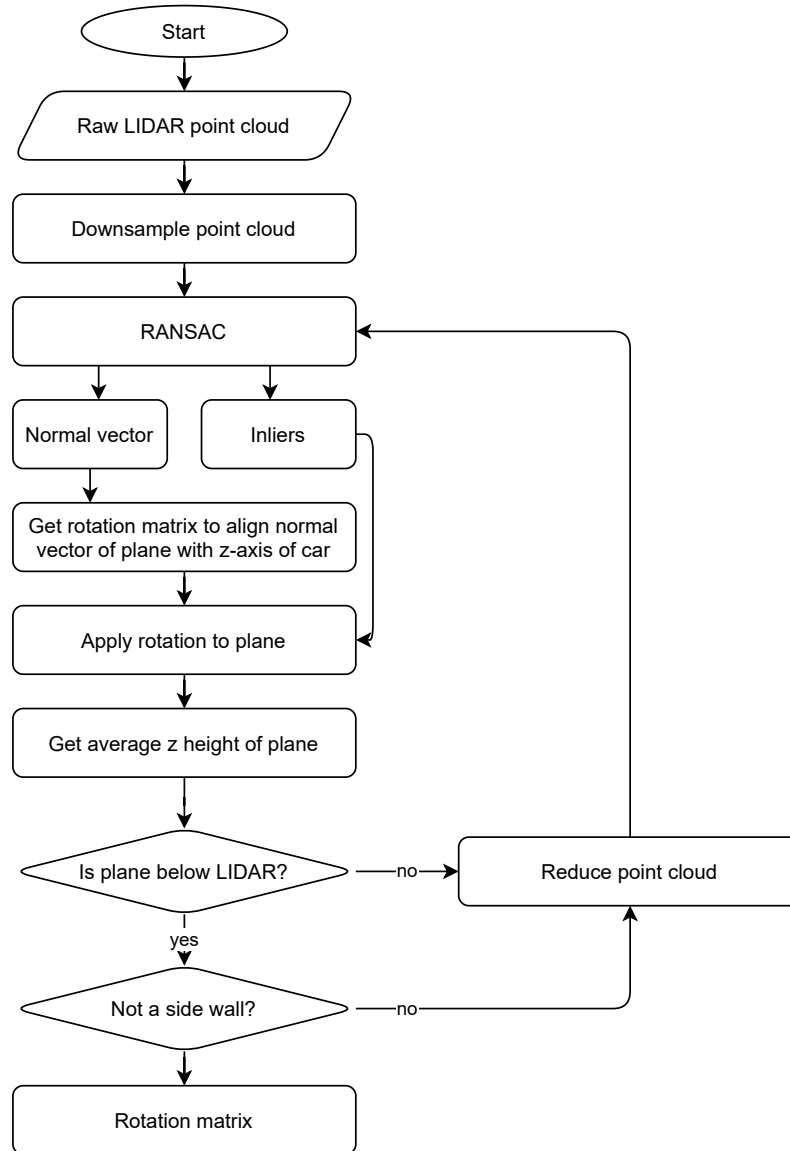 Start
Raw LIDAR point cloud
Downsample point cloud
RANSAC
Normal vector
Inliers
Get rotation matrix to align normal
vector of plane with z-axis of car
Apply rotation to plane
Get average z height of plane
Is plane below LIDAR?
no
Reduce point cloud
yes
Not a side wall?
no
Rotation matrix